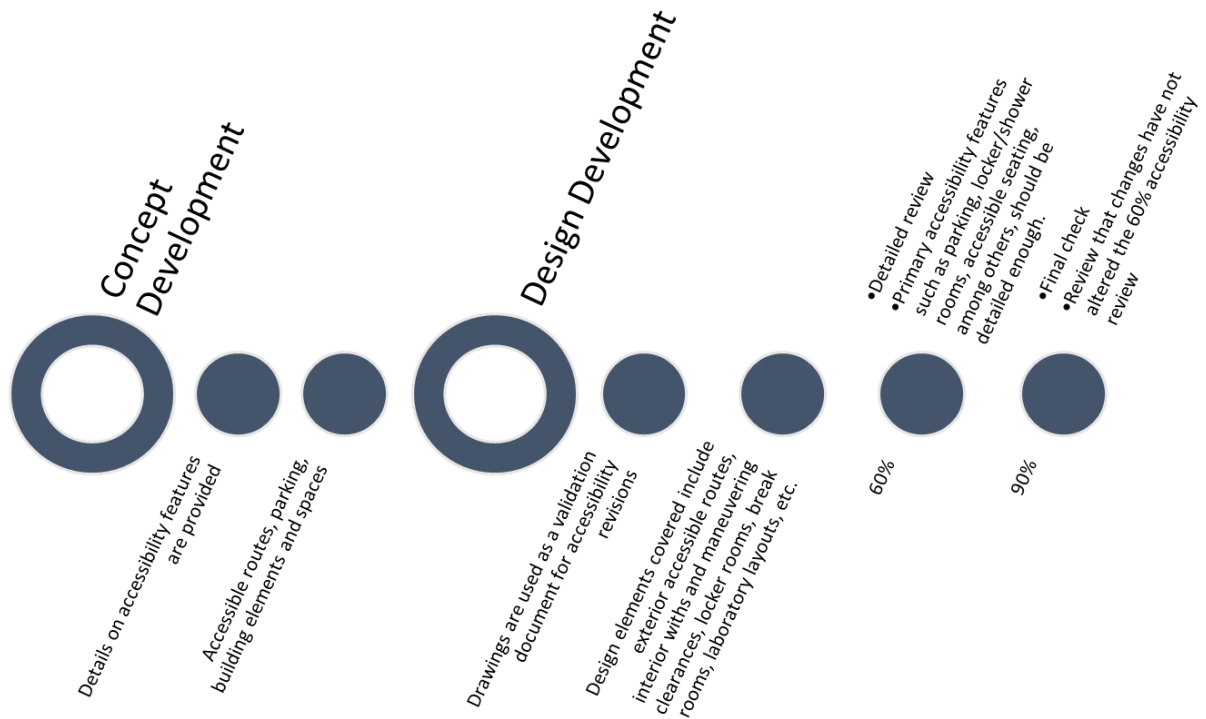 Concept
Development
Details on accessibility features
are provided
Accessible routes, parking,
building elements and spaces
Design Development
Drawings are used as a validation
document for accessibility
revisions
Design elements covered include
exterior accessible routes,
interior withs and maneuvering
clearances, locker rooms, break
rooms, laboratory layouts, etc.
60%
•Detailed review
•Primary accessibility features
such as parking, locker/shower
rooms, accessible seating,
among others, should be
detailed enough.
90%
•Final check
•Review that changes have not
altered the 60% accessibility
review